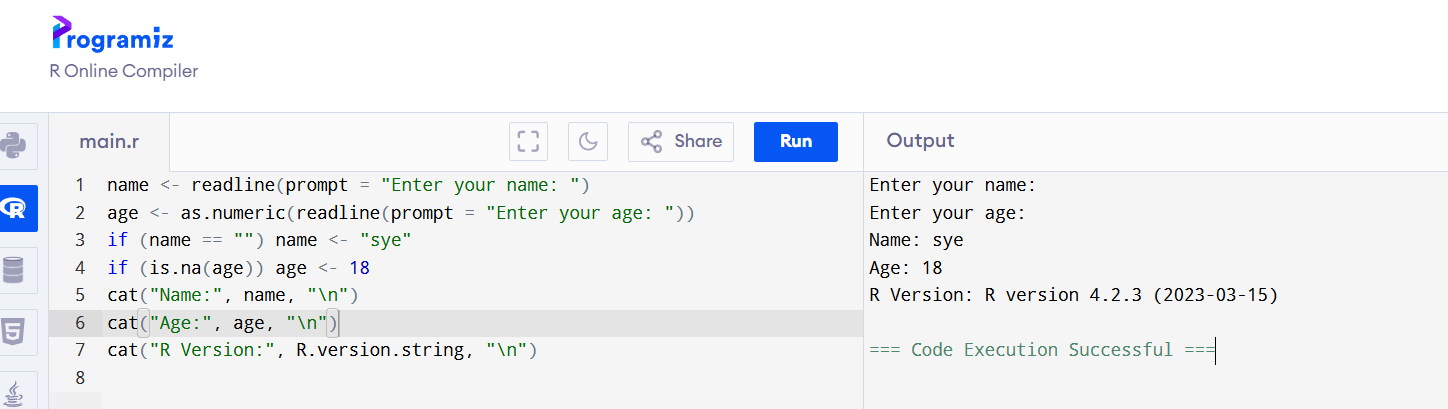 Programiz
R Online Compiler
main.r
Share
Run
Output
1 name <- readline(prompt = "Enter your name: ")
2 age <- as.numeric(readline(prompt = "Enter your age: "))
3 if (name == "") name <- "sye"
4 if (is.na(age)) age <- 18
5 cat("Name:", name, "\n")
6 cat("Age:", age, "\n")
7 cat("R Version:", R.version.string, "\n")
8
Enter your name:
Enter your age:
Name: sye
Age: 18
R Version: R version 4.2.3 (2023-03-15)
=== Code Execution Successful ===